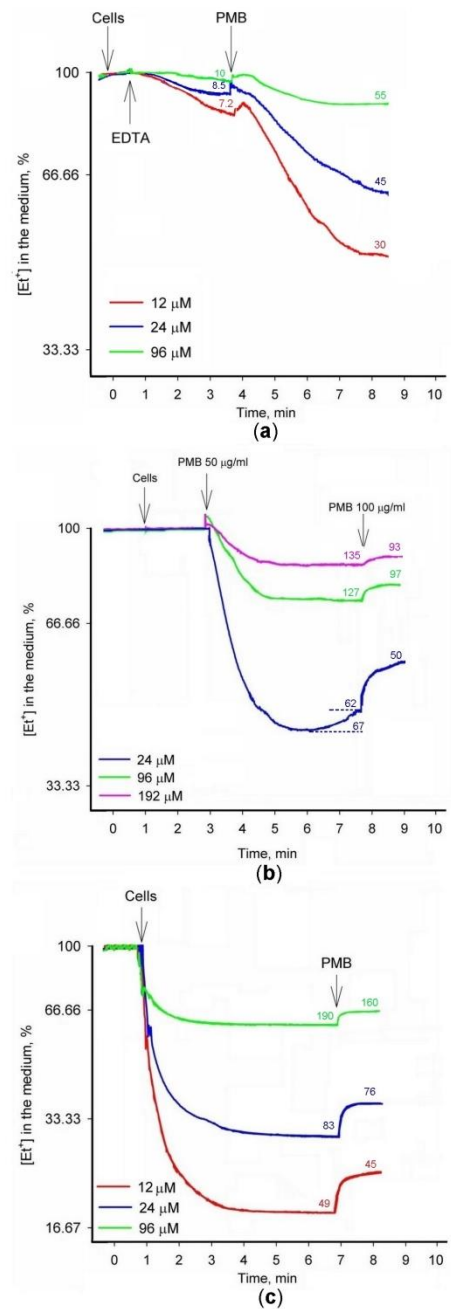 Cells
PMB
100
10
8.5
7.2
55
EDTA
66.66
45
30
[Et+] in the medium, %
12 μM
24 μM
96 μM
33.33
0 1 2 3 4 5 6 7 8 9 10
Time, min
(a)
PMB 50 μg/ml
Cells
PMB 100 μg/ml
100
135
93
127
97
66.66
50
62
67
[Et+] in the medium, %
24 μM
96 μM
192 μM
33.33
0 1 2 3 4 5 6 7 8 9 10
Time, min
(b)
Cells
100
PMB
66.66
190
160
[Et+] in the medium, %
76
33.33
83
45
49
12 μM
24 μM
96 μM
16.67
0 1 2 3 4 5 6 7 8 9 10
Time, min
(c)